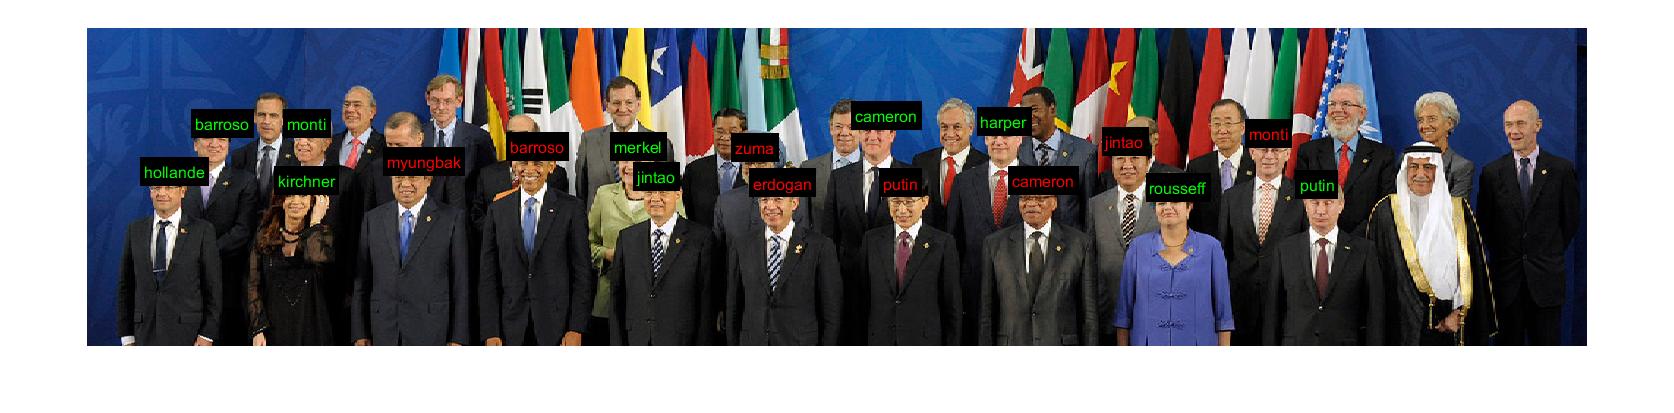 barroso
monti
cameron
harper
hollande
kirchner
myungbak
barroso
merkel
jintao
zuma
erdogan
putin
cameron
jintao
rousseff
monti
putin